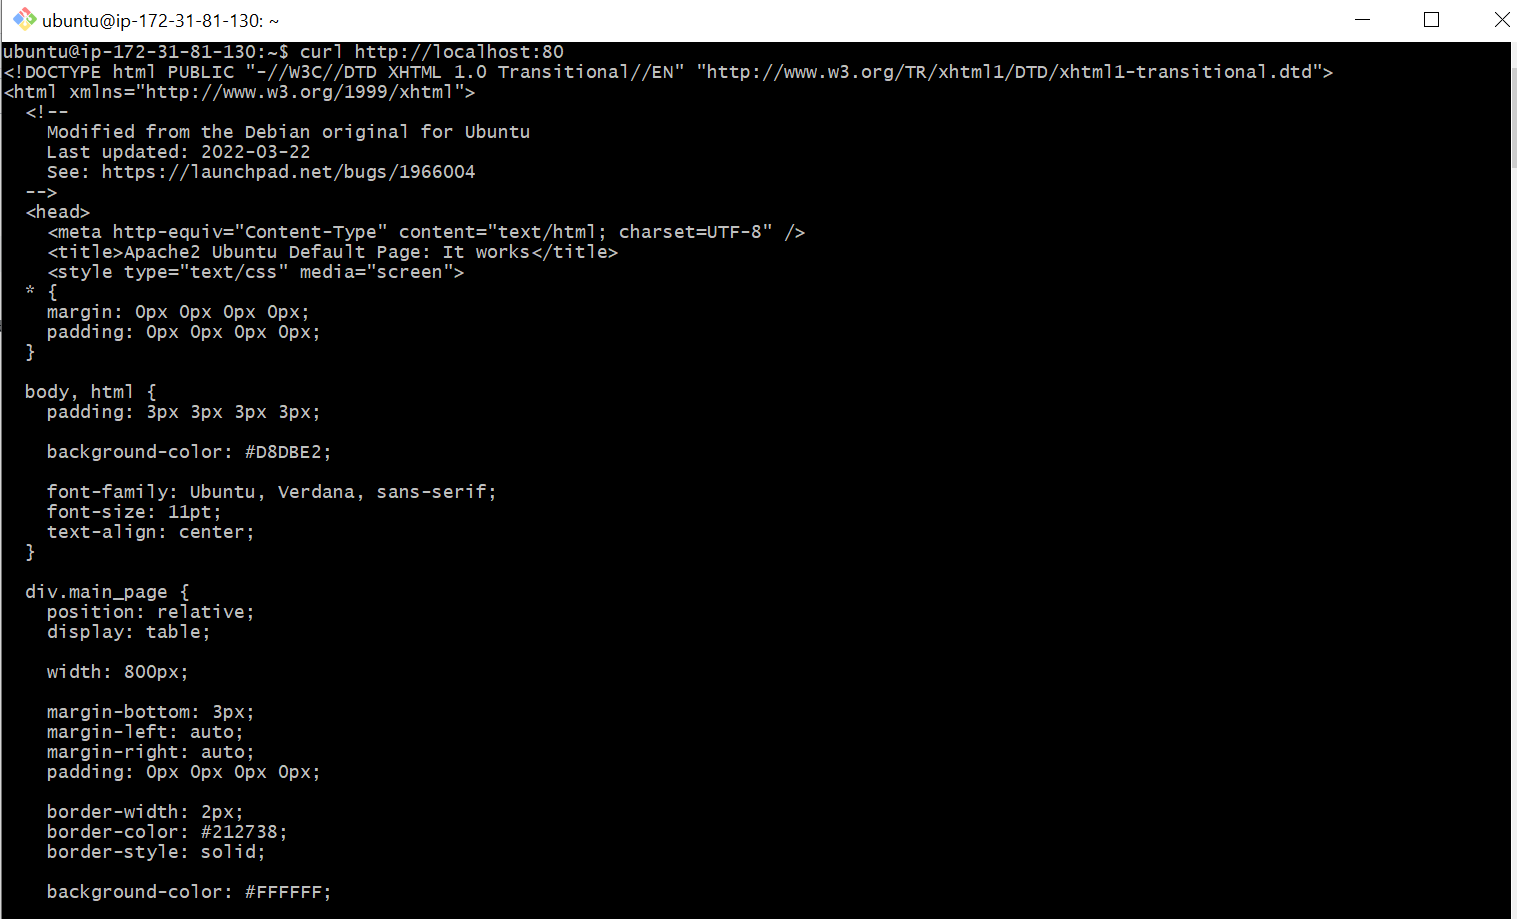 ubuntu@ip-172-31-81-130: ~
ubuntu@ip-172-31-81-130:~$ curl http://localhost:80
<!DOCTYPE html PUBLIC "-//W3C//DTD XHTML 1.0 Transitional//EN" "http://www.w3.org/TR/xhtml1/DTD/xhtml1-transitional.dtd">
<html xmlns="http://www.w3.org/1999/xhtml">
  <!--
    Modified from the Debian original for Ubuntu
    Last updated: 2022-03-22
    See: https://launchpad.net/bugs/1966004
  -->
  <head>
    <meta http-equiv="Content-Type" content="text/html; charset=UTF-8" />
    <title>Apache2 Ubuntu Default Page: It works</title>
    <style type="text/css" media="screen">
  * {
    margin: 0px 0px 0px 0px;
    padding: 0px 0px 0px 0px;
  }

  body, html {
    padding: 3px 3px 3px 3px;

    background-color: #D8DBE2;

    font-family: Ubuntu, Verdana, sans-serif;
    font-size: 11pt;
    text-align: center;
  }

  div.main_page {
    position: relative;
    display: table;

    width: 800px;

    margin-bottom: 3px;
    margin-left: auto;
    margin-right: auto;
    padding: 0px 0px 0px 0px;

    border-width: 2px;
    border-color: #212738;
    border-style: solid;

    background-color: #FFFFFF;